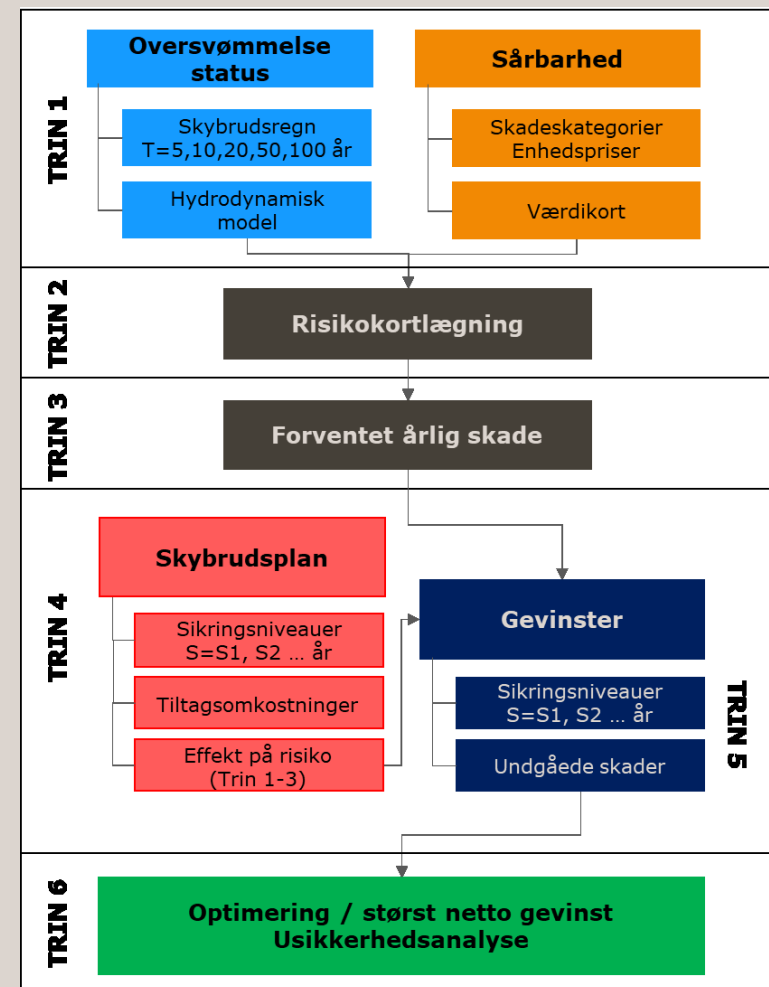 TRIN 1
Oversvømmelse
status
Skybrudsregn
T=5,10,20,50,100 år
Hydrodynamisk
model
Sårbarhed
Skadeskategorier
Enhedspriser
Værdikort
TRIN 2
Risikokortlægning
TRIN 3
Forventet årlig skade
TRIN 4
Skybrudsplan
Sikringsniveauer
S=S1, S2 ... år
Tiltagsomkostninger
Effekt på risiko
(Trin 1-3)
Gevinster
Sikringsniveauer
S=S1, S2 ... år
Undgåede skader
TRIN 5
TRIN 6
Optimering / størst netto gevinst
Usikkerhedsanalyse